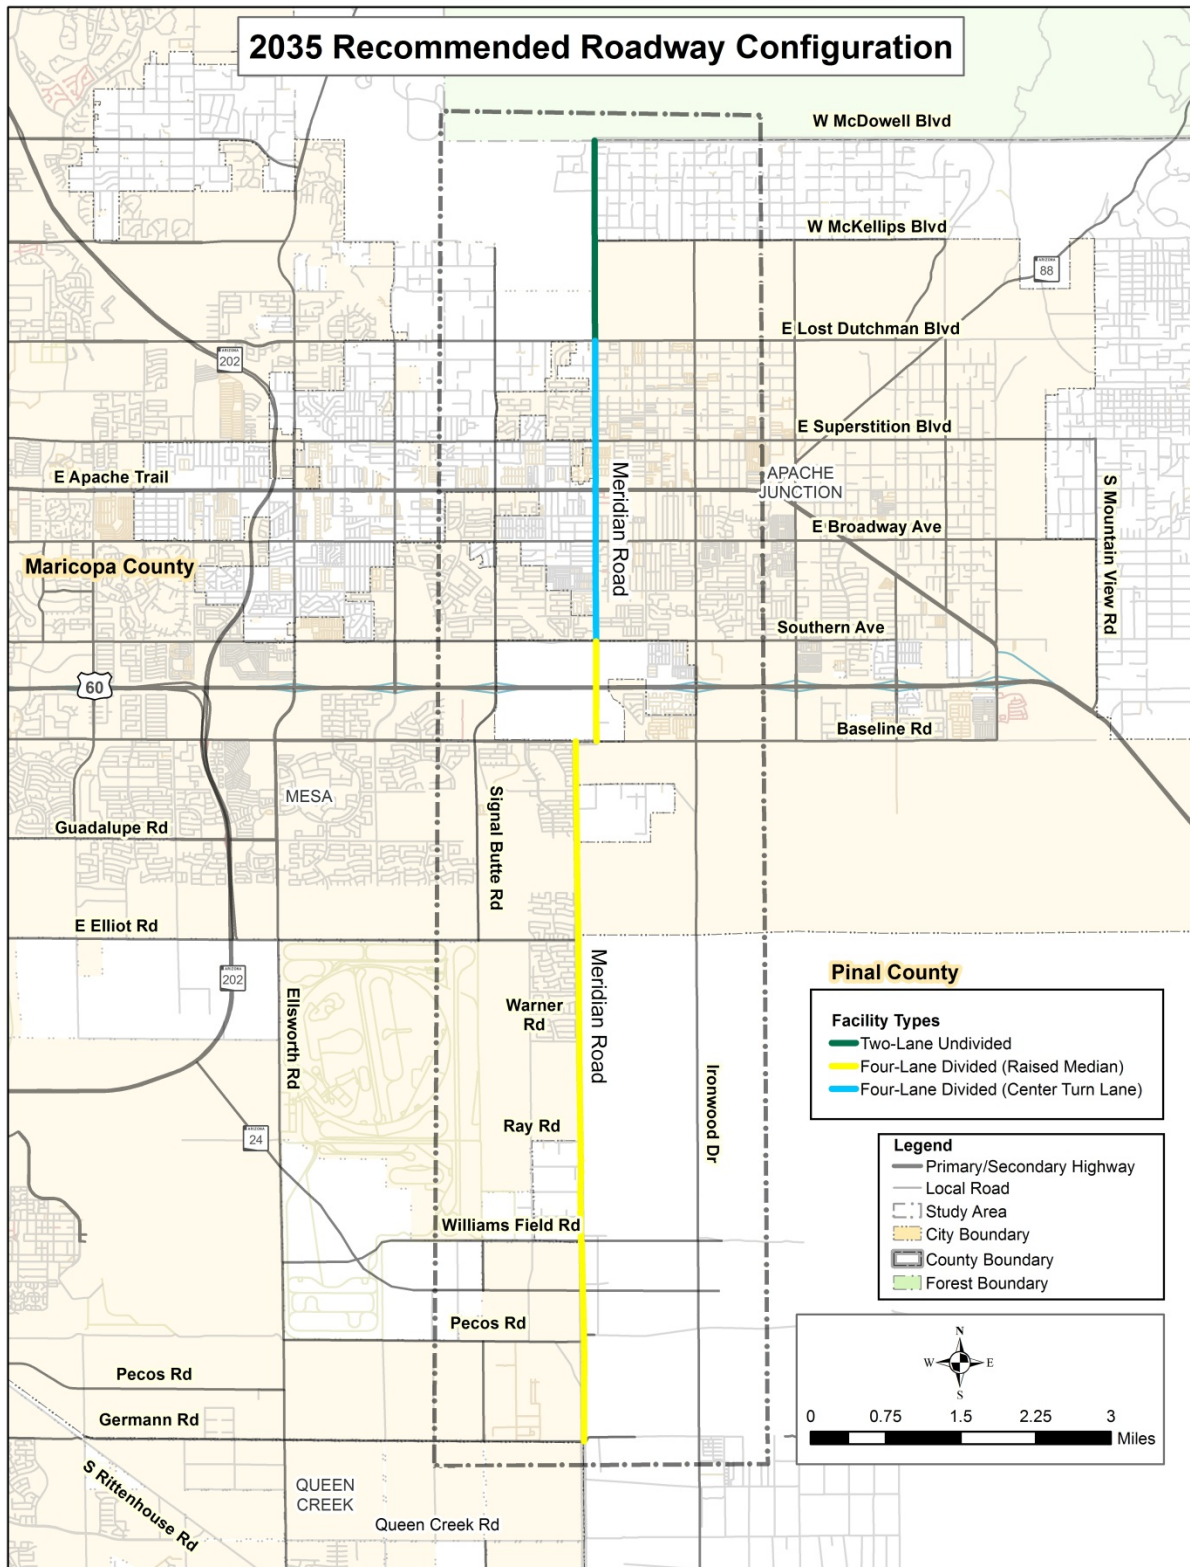 2035 Recommended Roadway Configuration
W McDowell Blvd
W McKellips Blvd
ARIZONA
88
E Lost Dutchman Blvd
ARIZONA
202
E Superstition Blvd
E Apache Trail
Meridian Road
APACHE
JUNCTION
S Mountain View Rd
E Broadway Ave
Maricopa County
Southern Ave
60
Baseline Rd
MESA
Signal Butte Rd
Guadalupe Rd
E Elliot Rd
ARIZONA
202
Ellsworth Rd
Warner
Rd
Meridian Road
Ironwood Dr
Pinal County
Facility Types
Two-Lane Undivided
Four-Lane Divided (Raised Median)
Four-Lane Divided (Center Turn Lane)
ARIZONA
24
Ray Rd
Legend
Primary/Secondary Highway
Local Road
Study Area
City Boundary
County Boundary
Forest Boundary
Williams Field Rd
Pecos Rd
Pecos Rd
Germann Rd
N
W E
S
0 0.75 1.5 2.25 3
Miles
S Rittenhouse Rd
QUEEN
CREEK
Queen Creek Rd